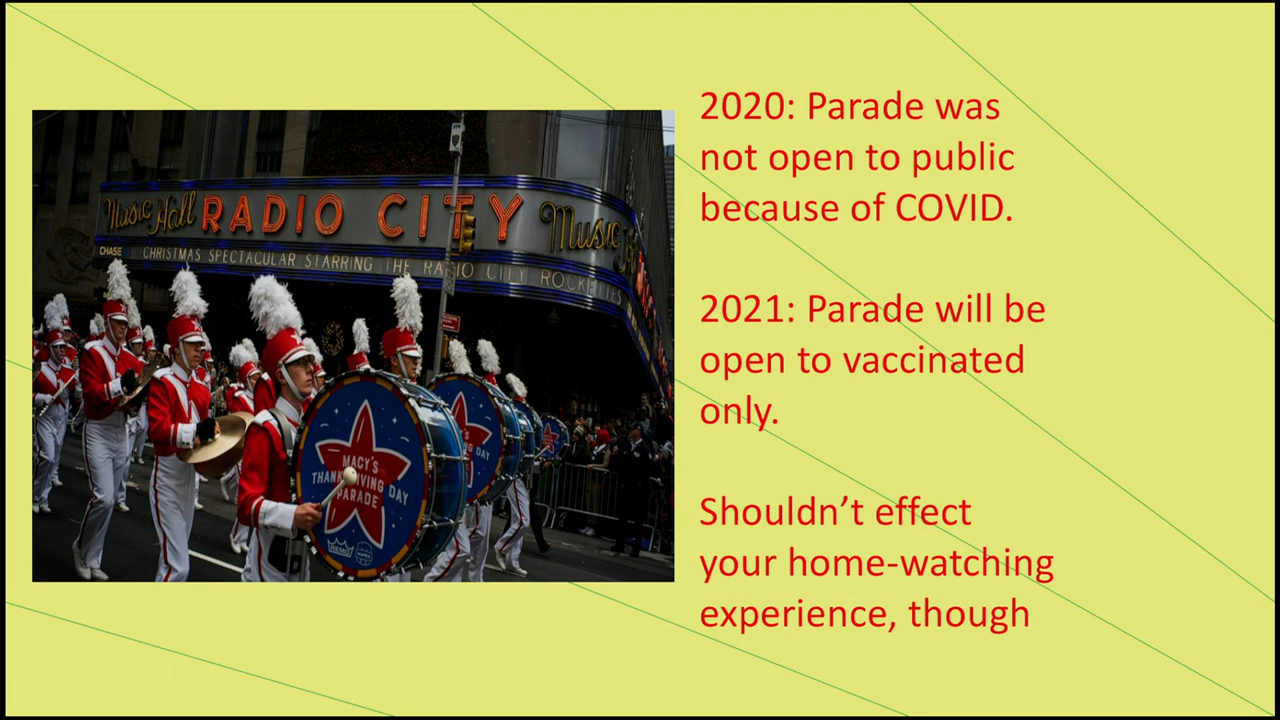 Music Hall RADIO CITY Music
CHASE CHRISTMAS SPECTACULAR STARRING THE RADIO CITY ROCKETTES
MACY'S
THANKSGIVING DAY
PARADE
REMO
DAY
2020: Parade was
not open to public
because of COVID.
2021: Parade will be
open to vaccinated
only.
Shouldn’t effect
your home-watching
experience, though